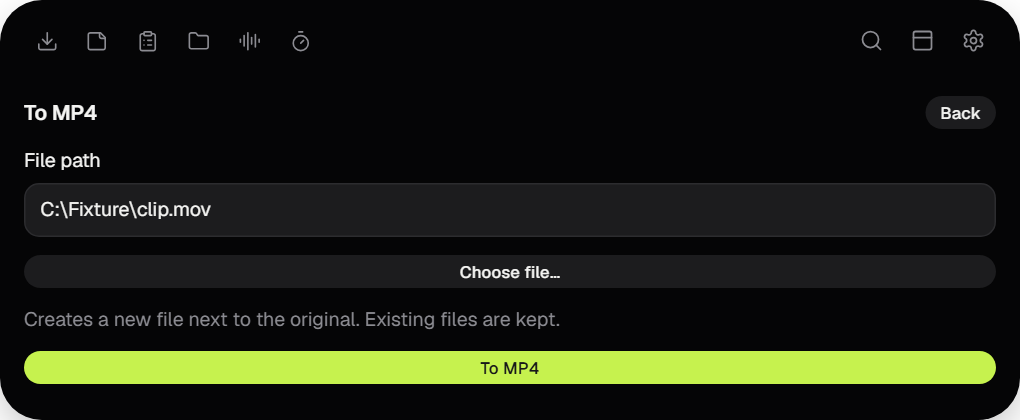 To MP4
Back
File path
C:\Fixture\clip.mov
Choose file...
Creates a new file next to the original. Existing files are kept.
To MP4